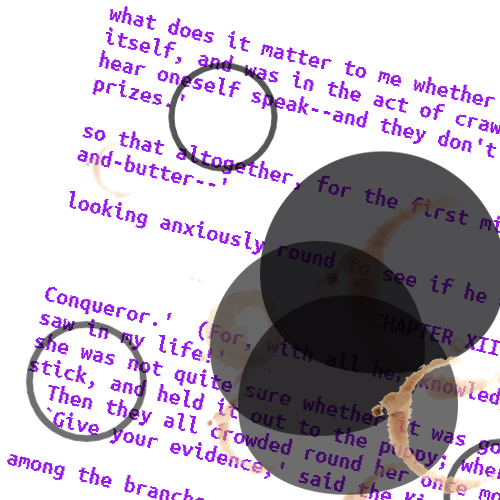 what does it matter to me whether
itself, and was in the act of craw
hear oneself speak--and they don't
prizes.'
so that altogether, for the first mi
and-butter--'
looking anxiously round to see if he
CHAPTER XII
Conqueror.' (For, with all her knowled
saw in my life!'
she was not quite sure whether it was go
stick, and held it out to the puppy; whe
Then they all crowded round her once mo
`Give your evidence,' said the Ki
among the branche